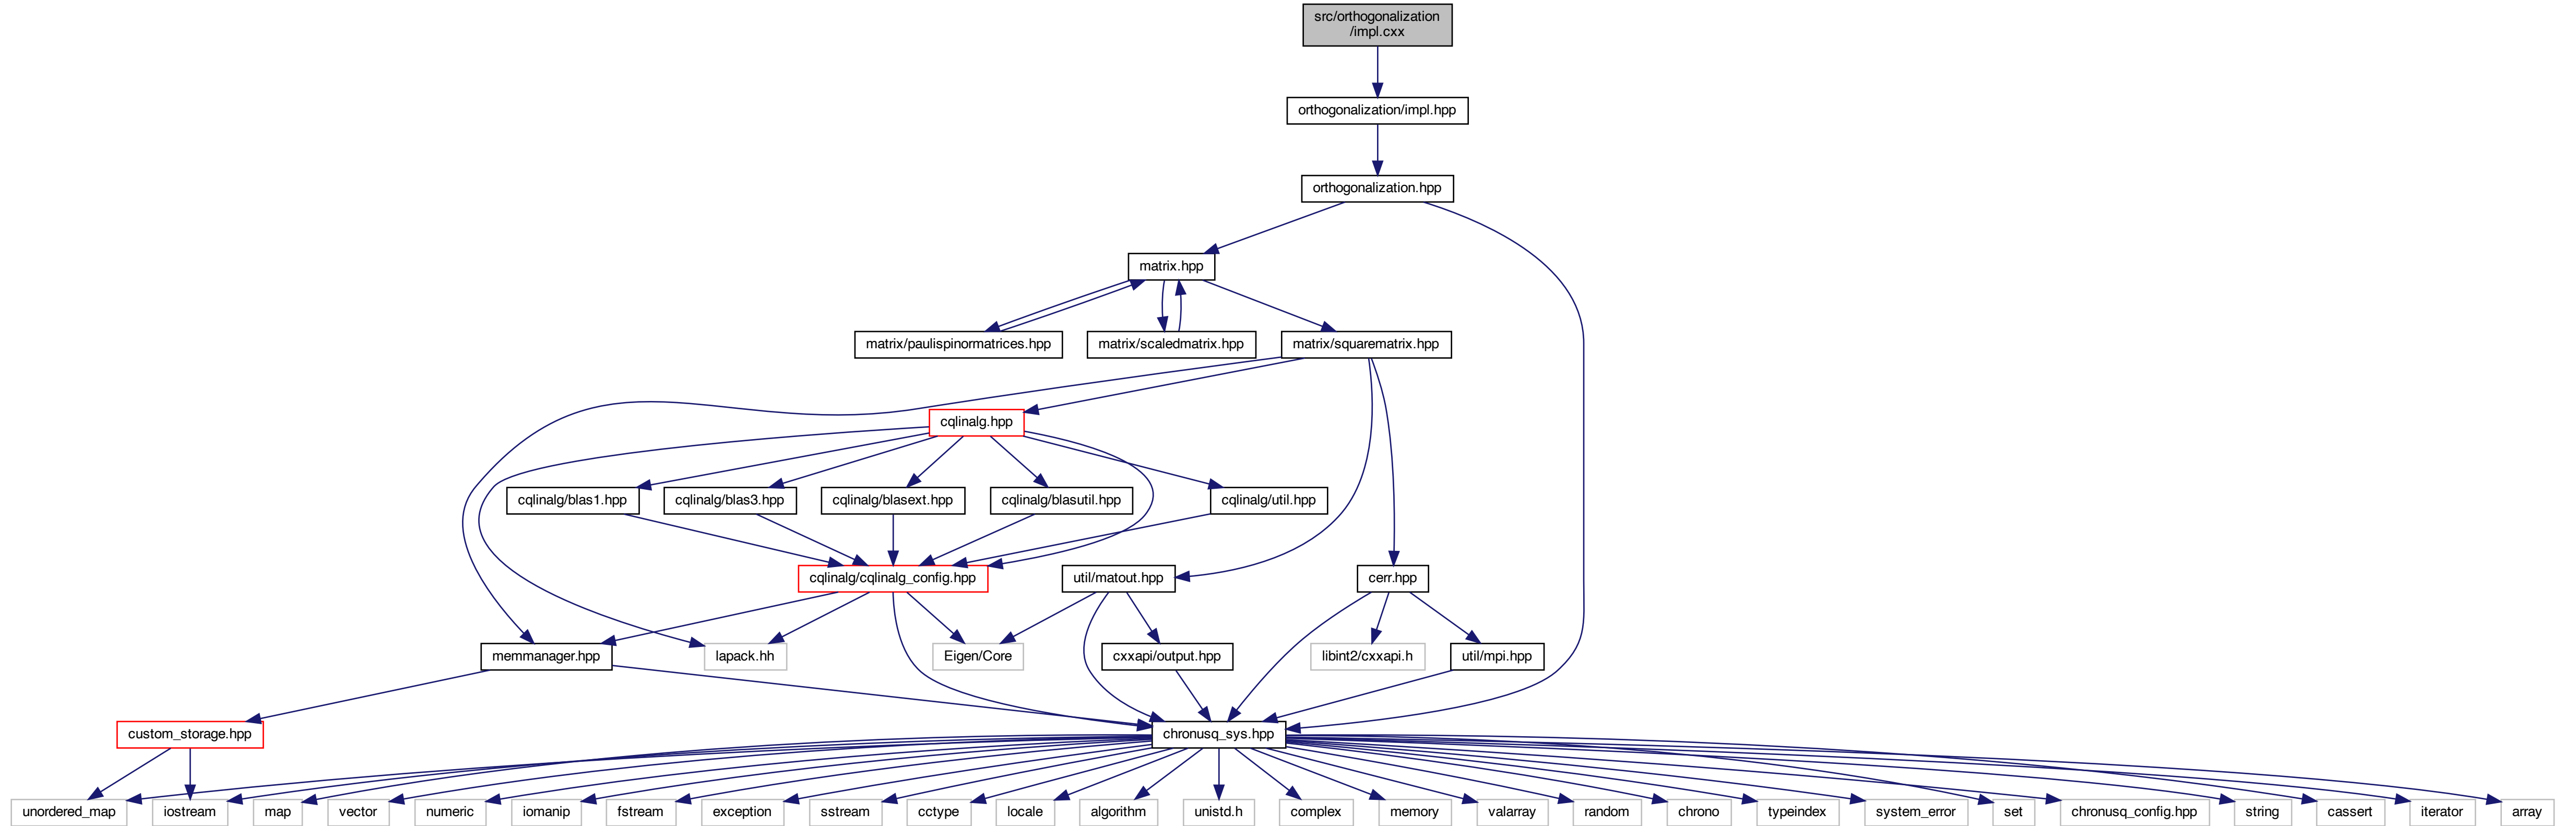 src/orthogonalization
/impl.cxx
orthogonalization/impl.hpp
orthogonalization.hpp
matrix.hpp
matrix/paulispinormatrices.hpp
matrix/scaledmatrix.hpp
matrix/squarematrix.hpp
cqlinalg.hpp
cqlinalg/blas1.hpp
cqlinalg/blas3.hpp
cqlinalg/blasext.hpp
cqlinalg/blasutil.hpp
cqlinalg/util.hpp
cqlinalg/cqlinalg_config.hpp
util/matout.hpp
cerr.hpp
memmanager.hpp
lapack.hh
Eigen/Core
cxxapi/output.hpp
libint2/cxxapi.h
util/mpi.hpp
custom_storage.hpp
chronusq_sys.hpp
unordered_map
iostream
map
vector
numeric
iomanip
fstream
exception
sstream
cctype
locale
algorithm
unistd.h
complex
memory
valarray
random
chrono
typeindex
system_error
set
chronusq_config.hpp
string
cassert
iterator
array